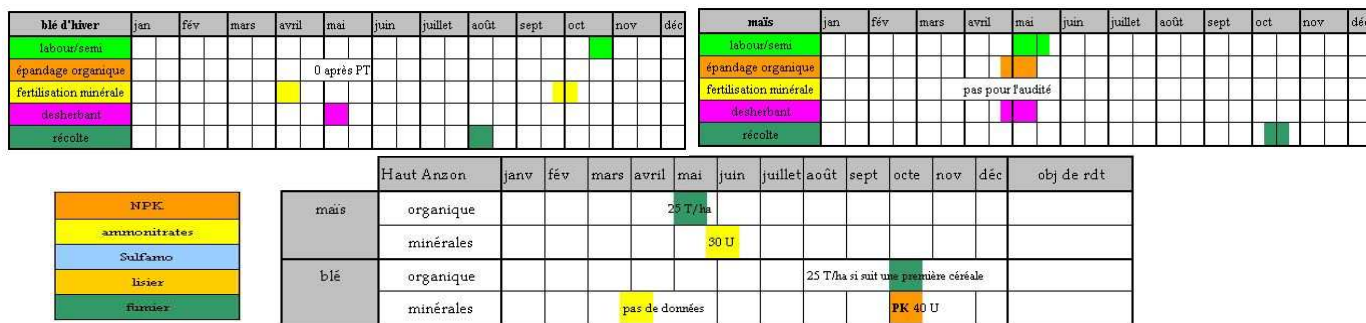 blé d'hiver jan fév mars avril mai juin juillet août sept oct nov déc
labour/semi
épandage organique 0 après PT
fertilisation minérale
desherbant
récolte
maïs jan fév mars avril mai juin juillet août sept oct nov déc
labour/semi
épandage organique
fertilisation minérale pas pour l'audité
desherbant
récolte
NPK
ammonitrates
Sulfamo
lisier
fumier
Haut Anzon janv fév mars avril mai juin juillet août sept octe nov déc obj de rdt
maïs organique 25 T/ha
minérales 30 U
blé organique 25 T/ha si suit une première céréale
minérales pas de données PK 40 U